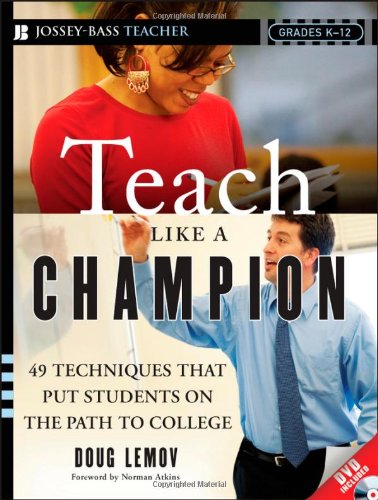 JB JOSSEY-BASS TEACHER
GRADES K–12
Teach
LIKE A
CHAMPION
49 TECHNIQUES THAT
PUT STUDENTS ON
THE PATH TO COLLEGE
DOUG LEMOV
Foreword by Norman Atkins
DVD
INCLUDED